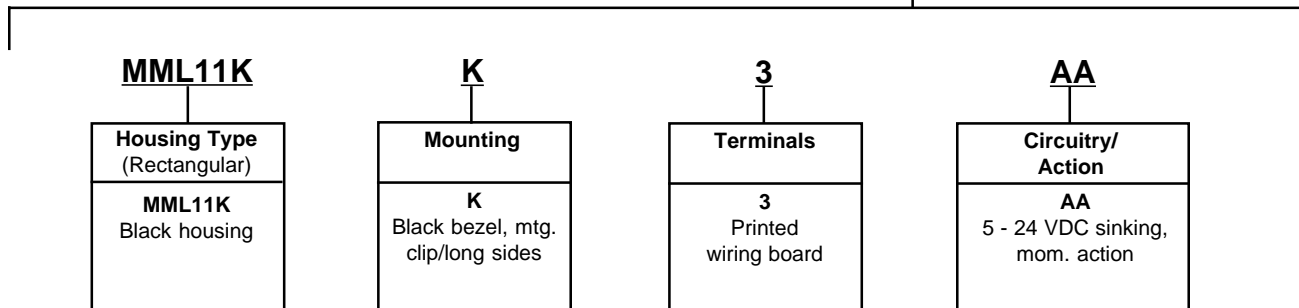 MML11K
K
3
AA
Housing Type
(Rectangular)
MML11K
Black housing
Mounting
K
Black bezel, mtg.
clip/long sides
Terminals
3
Printed
wiring board
Circuitry/
Action
AA
5 - 24 VDC sinking,
mom. action